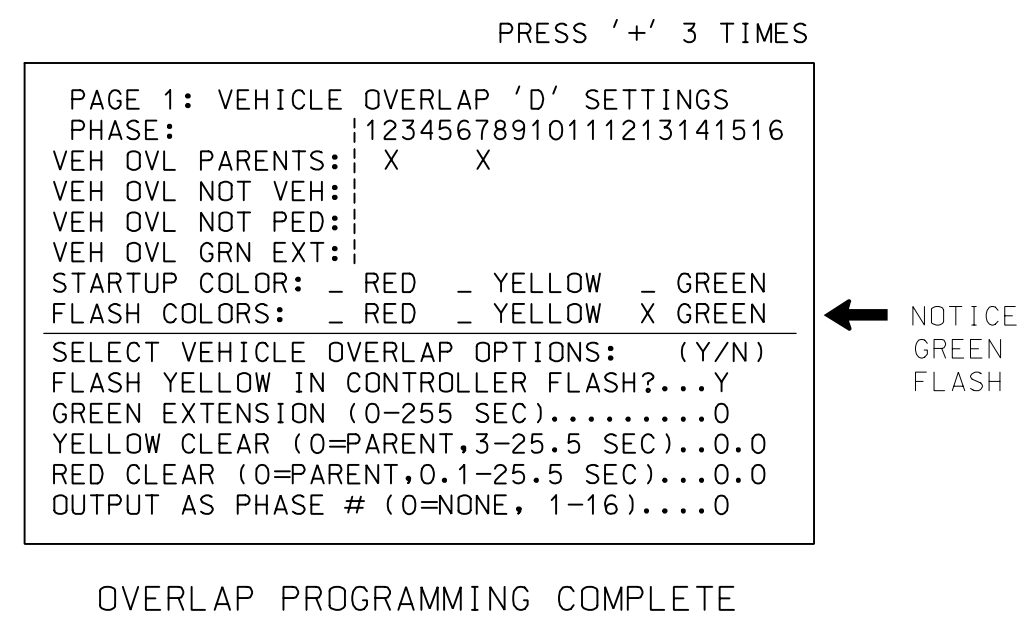 PRESS '+' 3 TIMES
PAGE 1: VEHICLE OVERLAP 'D' SETTINGS
PHASE: ¦12345678910111213141516
VEH OVL PARENTS:¦ X X
VEH OVL NOT VEH:¦
VEH OVL NOT PED:¦
VEH OVL GRN EXT:¦
STARTUP COLOR: _ RED _ YELLOW _ GREEN
FLASH COLORS: _ RED _ YELLOW X GREEN
NOTICE
GREEN
FLASH
SELECT VEHICLE OVERLAP OPTIONS: (Y/N)
FLASH YELLOW IN CONTROLLER FLASH?...Y
GREEN EXTENSION (0-255 SEC).........0
YELLOW CLEAR (0=PARENT,3-25.5 SEC)..0.0
RED CLEAR (0=PARENT,0.1-25.5 SEC)...0.0
OUTPUT AS PHASE # (0=NONE, 1-16)....0
OVERLAP PROGRAMMING COMPLETE